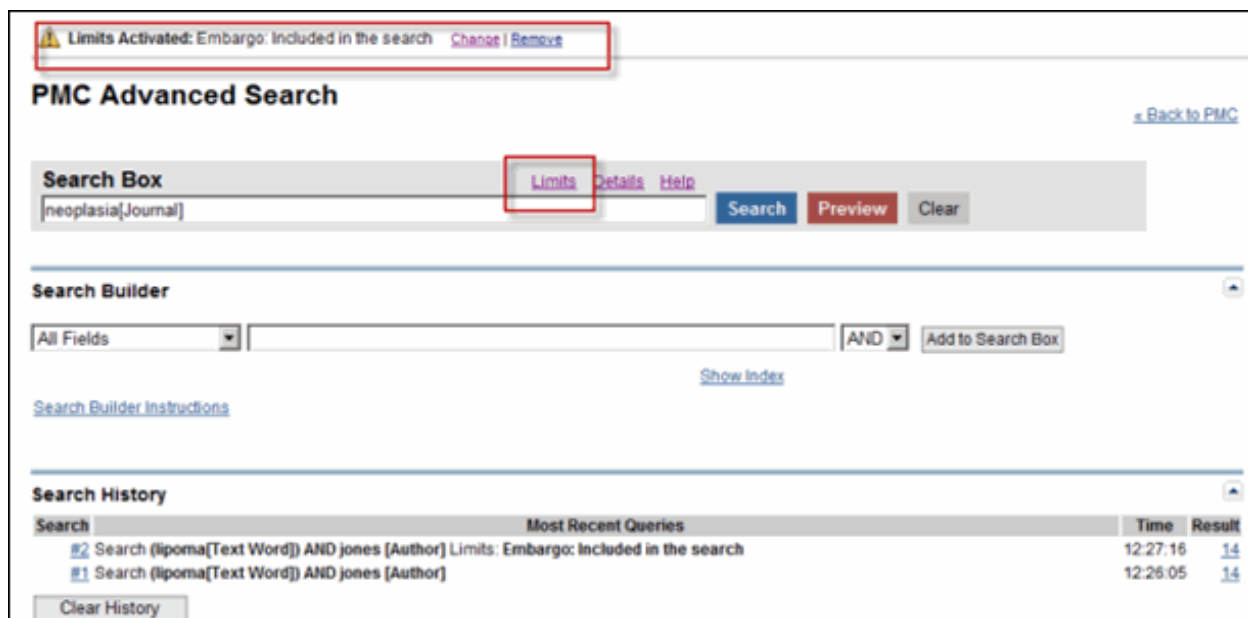 Limits Activated: Embargo: Included in the search Change | Remove
PMC Advanced Search
« Back to PMC
Search Box Limits Details Help
neoplasia[Journal] Search Preview Clear
Search Builder
All Fields AND Add to Search Box
Show Index
Search Builder Instructions
Search History
Search Most Recent Queries Time Result
#2 Search (lipoma[Text Word]) AND jones [Author] Limits: Embargo: Included in the search 12:27:16 14
#1 Search (lipoma[Text Word]) AND jones [Author] 12:26:05 14
Clear History